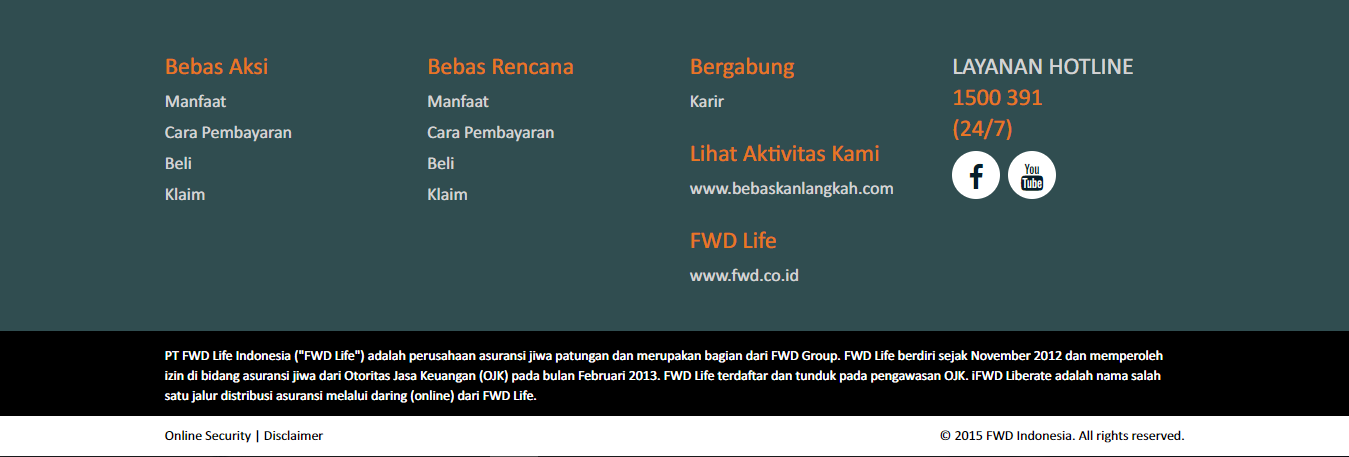 Bebas Aksi
Manfaat
Cara Pembayaran
Beli
Klaim
Bebas Rencana
Manfaat
Cara Pembayaran
Beli
Klaim
Bergabung
Karir
Lihat Aktivitas Kami
www.bebaskanlangkah.com
FWD Life
www.fwd.co.id
LAYANAN HOTLINE
1500 391
(24/7)
f
You
Tube
PT FWD Life Indonesia ("FWD Life") adalah perusahaan asuransi jiwa patungan dan merupakan bagian dari FWD Group. FWD Life berdiri sejak November 2012 dan memperoleh
izin di bidang asuransi jiwa dari Otoritas Jasa Keuangan (OJK) pada bulan Februari 2013. FWD Life terdaftar dan tunduk pada pengawasan OJK. iFWD Liberate adalah nama salah
satu jalur distribusi asuransi melalui daring (online) dari FWD Life.
Online Security | Disclaimer
© 2015 FWD Indonesia. All rights reserved.